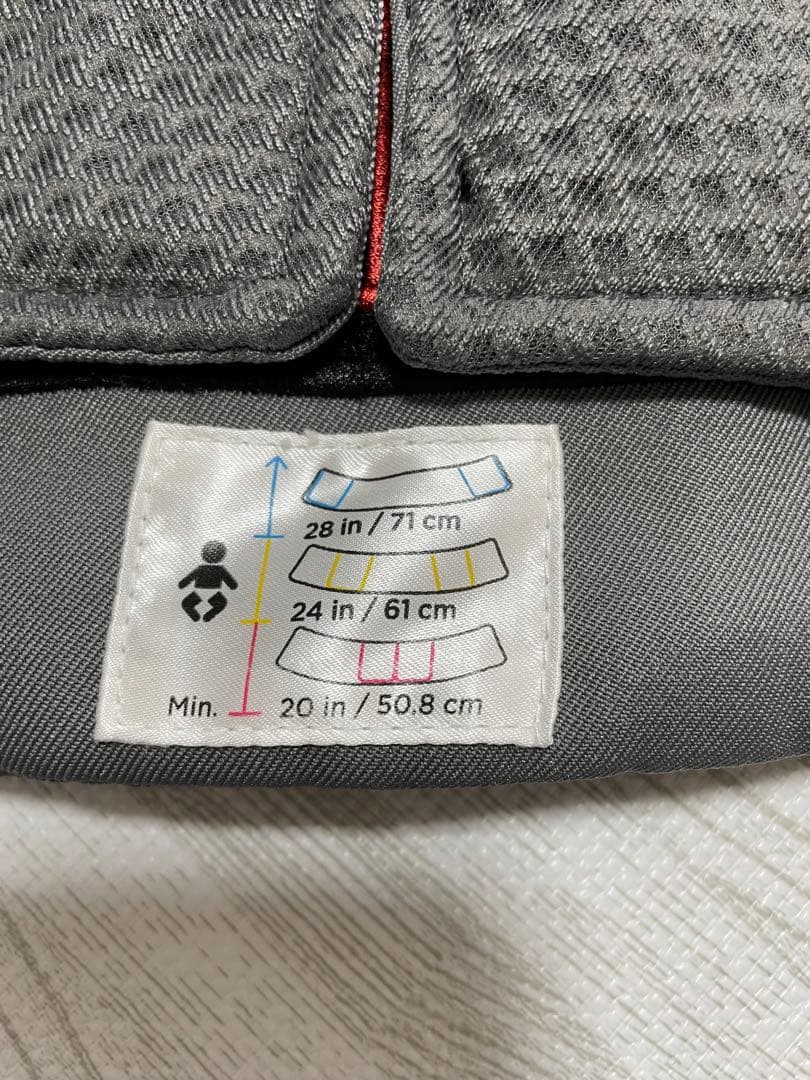 28 in / 71 cm
24 in / 61 cm
Min. 20 in / 50.8 cm